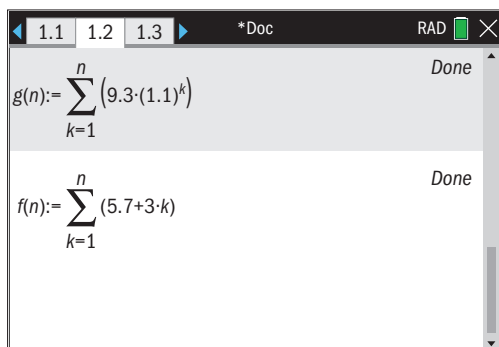 1.1 1.2 1.3 *Doc RAD
n
g(n):= ∑ (9.3·(1.1)^k) Done
k=1
n
f(n):= ∑ (5.7+3·k) Done
k=1